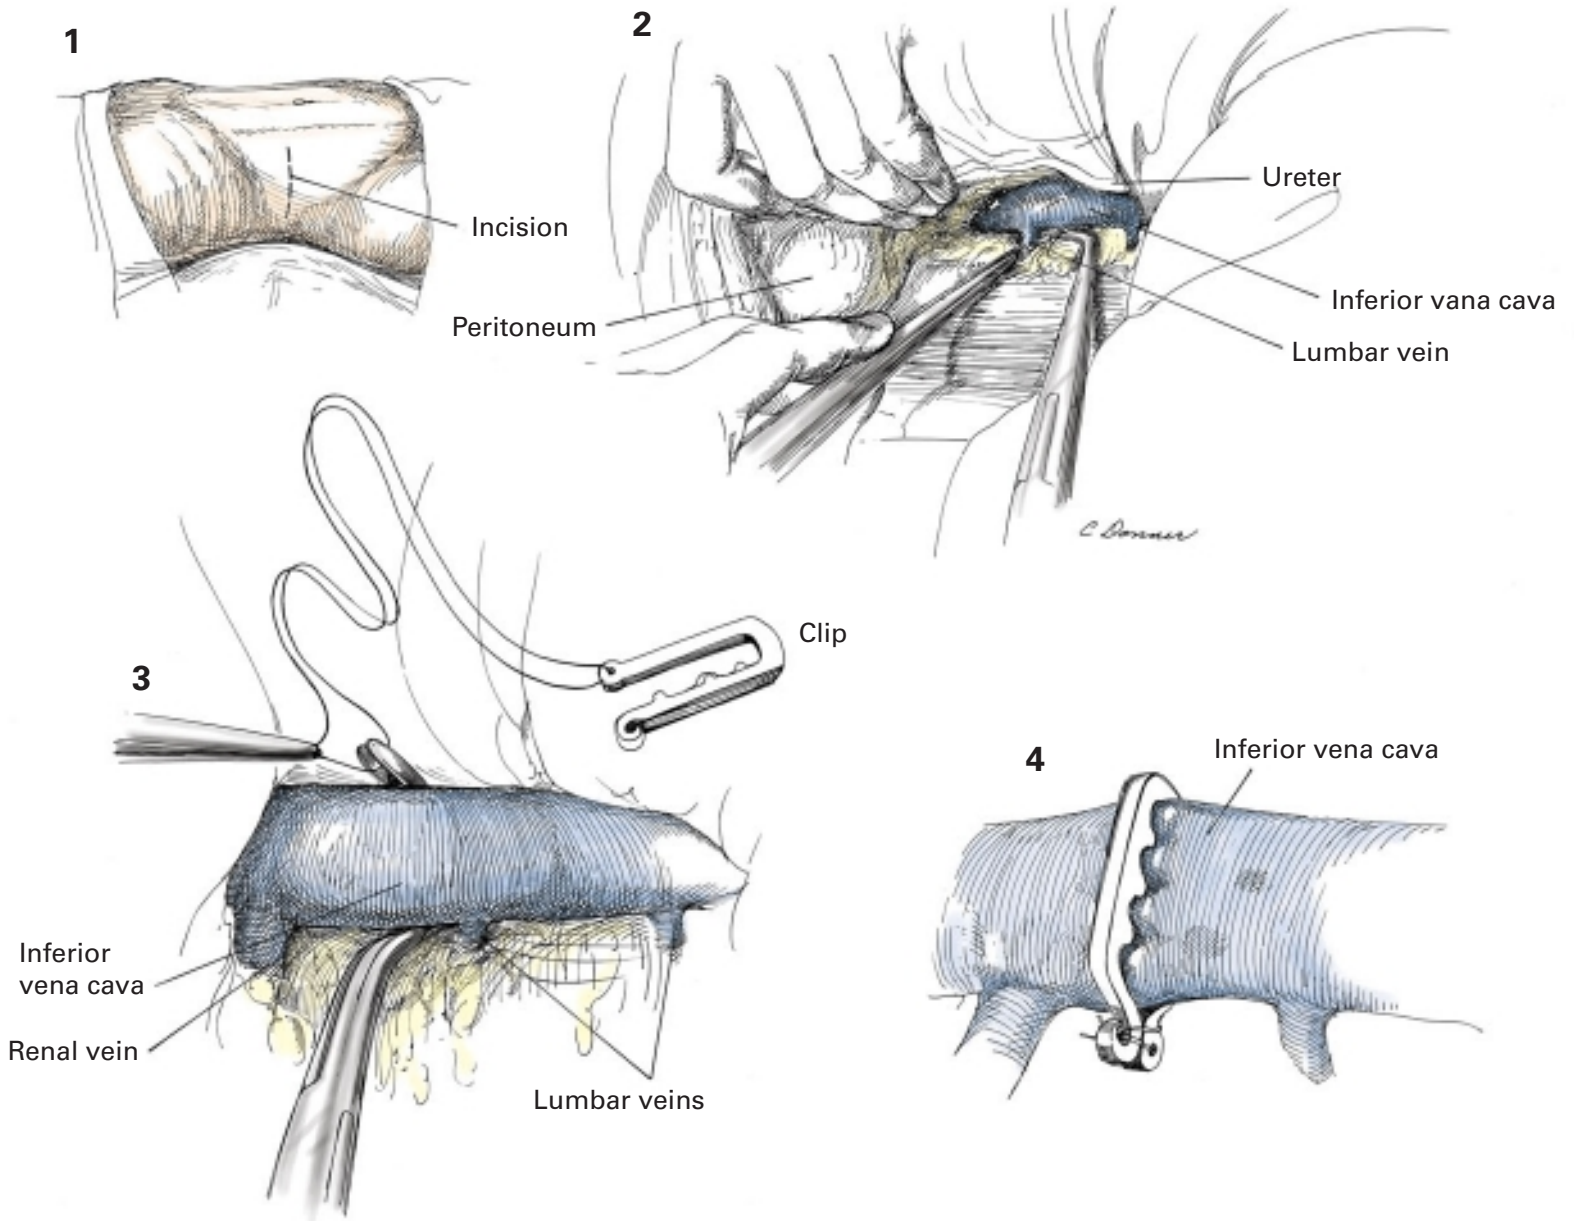 1
Incision
2
Ureter
Inferior vana cava
Lumbar vein
Peritoneum
C Donner
3
Clip
Inferior
vena cava
Renal vein
Lumbar veins
4
Inferior vena cava